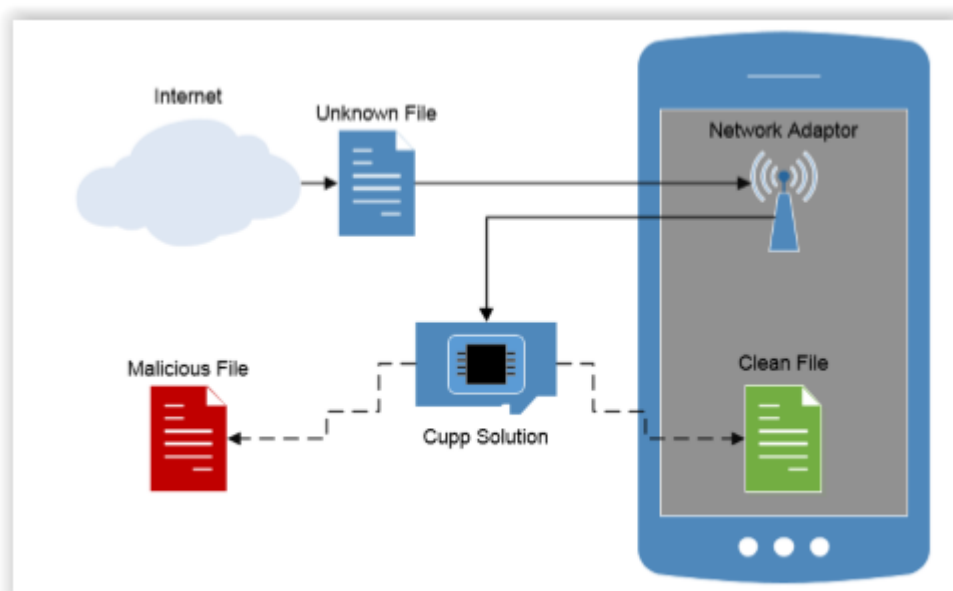 Internet
Unknown File
Network Adaptor
Malicious File
Clean File
Cupp Solution